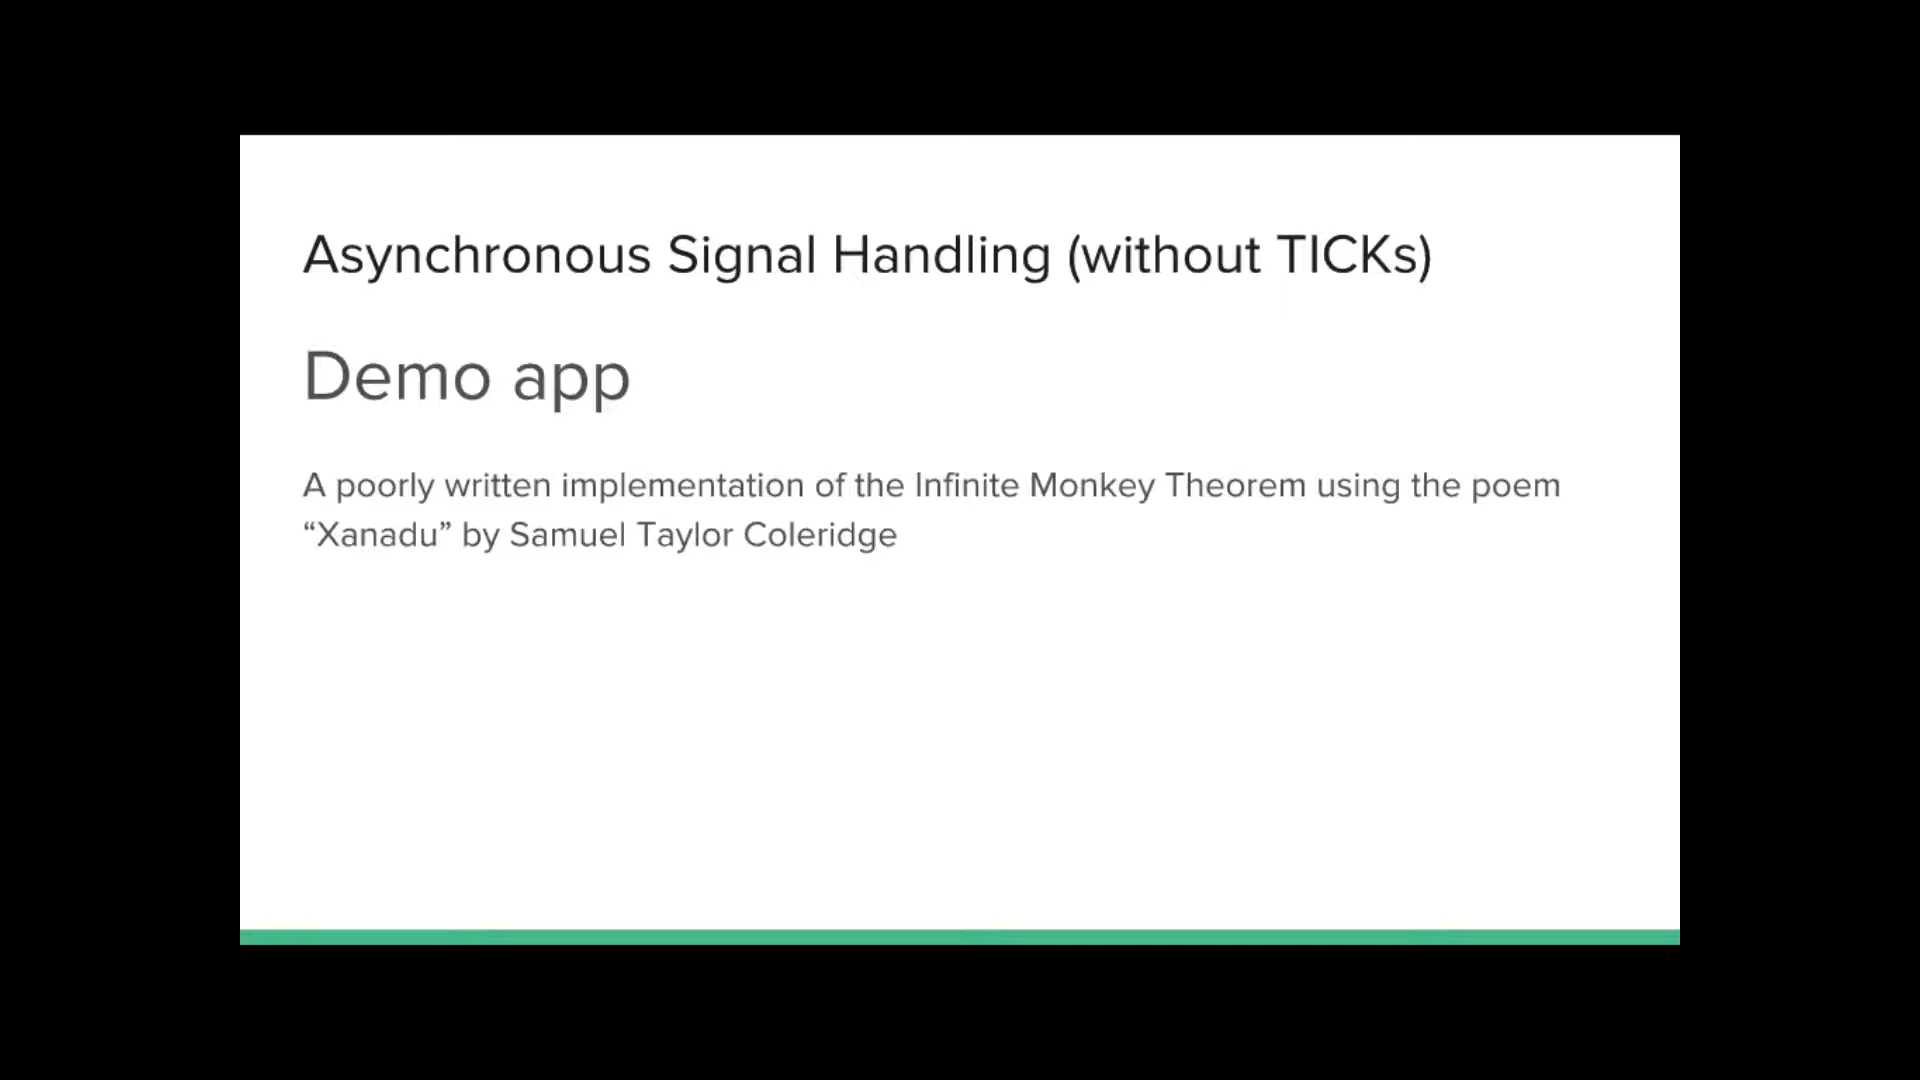 Asynchronous Signal Handling (without TICKs)
Demo app
A poorly written implementation of the Infinite Monkey Theorem using the poem
“Xanadu” by Samuel Taylor Coleridge